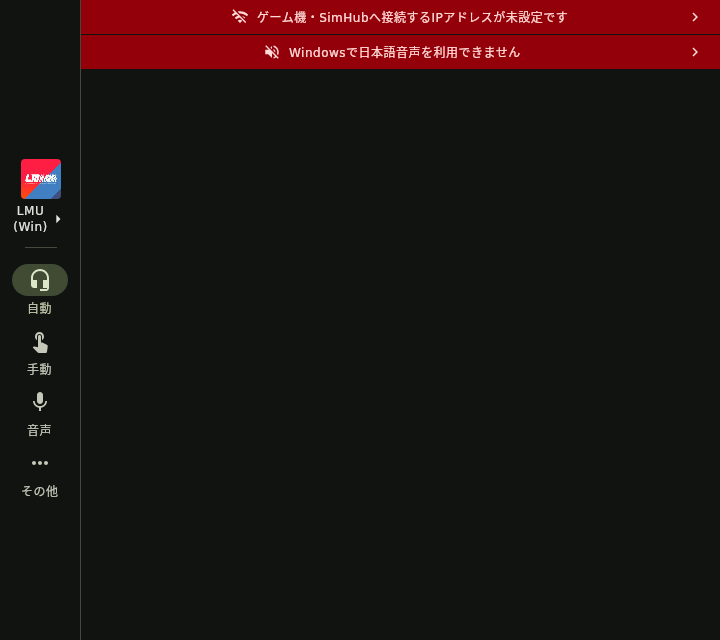 ゲーム機・SimHubへ接続するIPアドレスが未設定です
Windowsで日本語音声を利用できません
LMU
(Win)
自動
手動
音声
その他